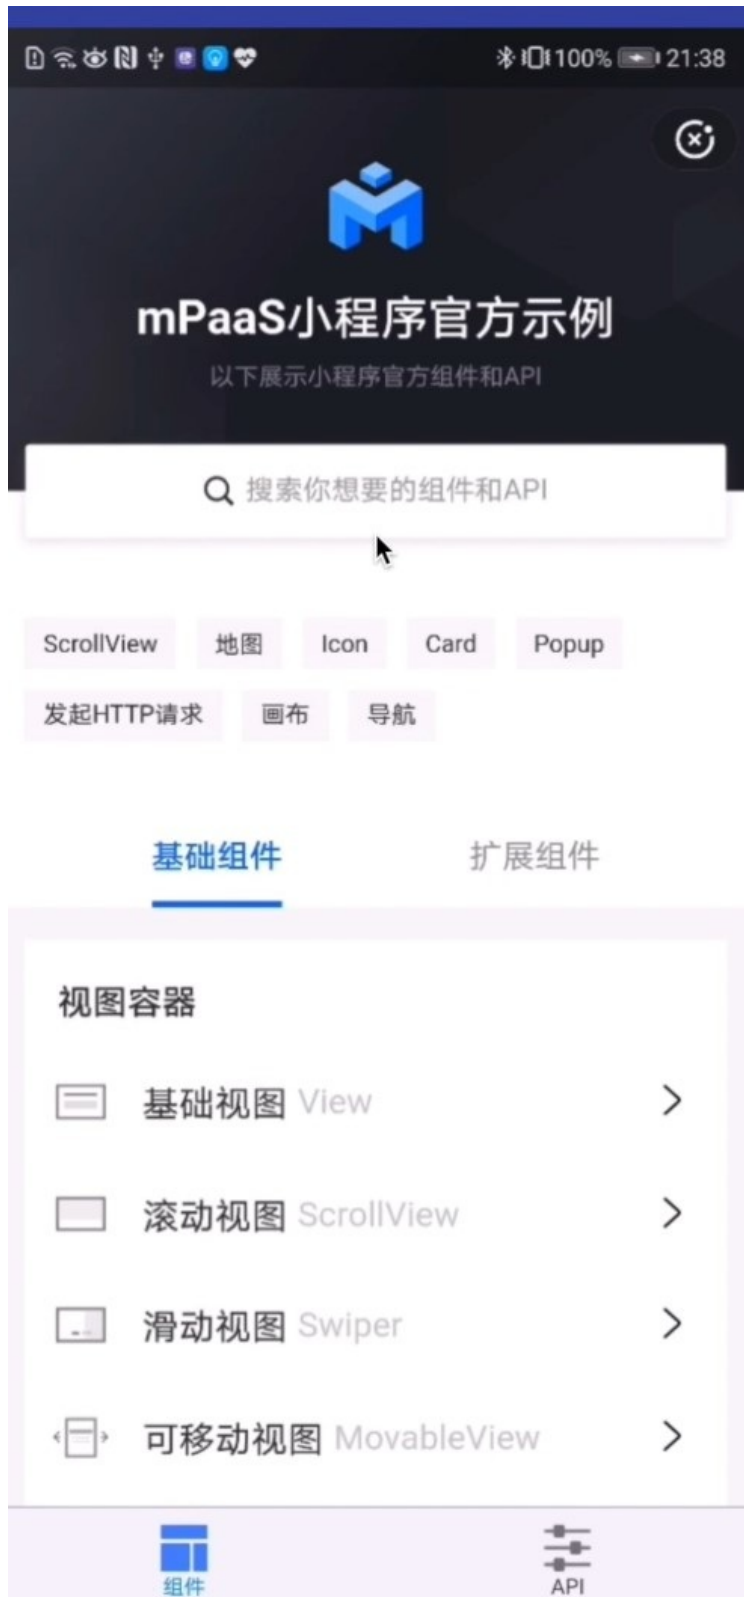 100% 21:38
mPaaS小程序官方示例
以下展示小程序官方组件和API
搜索你想要的组件和API
ScrollView 地图 Icon Card Popup
发起HTTP请求 画布 导航
基础组件 扩展组件
视图容器
基础视图 View
滚动视图 ScrollView
滑动视图 Swiper
可移动视图 MovableView
组件 API